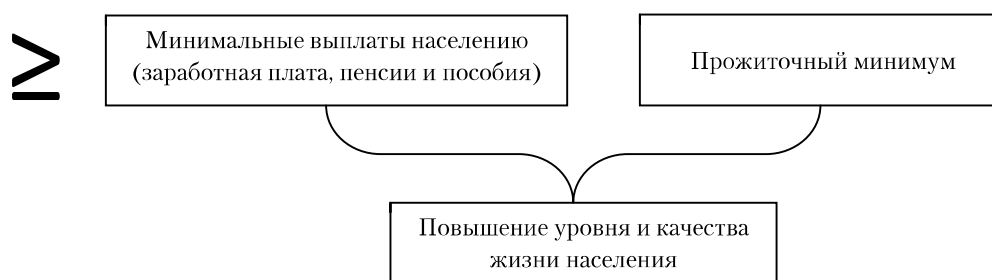 ≥
Минимальные выплаты населению
(заработная плата, пенсии и пособия)
Прожиточный минимум
Повышение уровня и качества
жизни населения